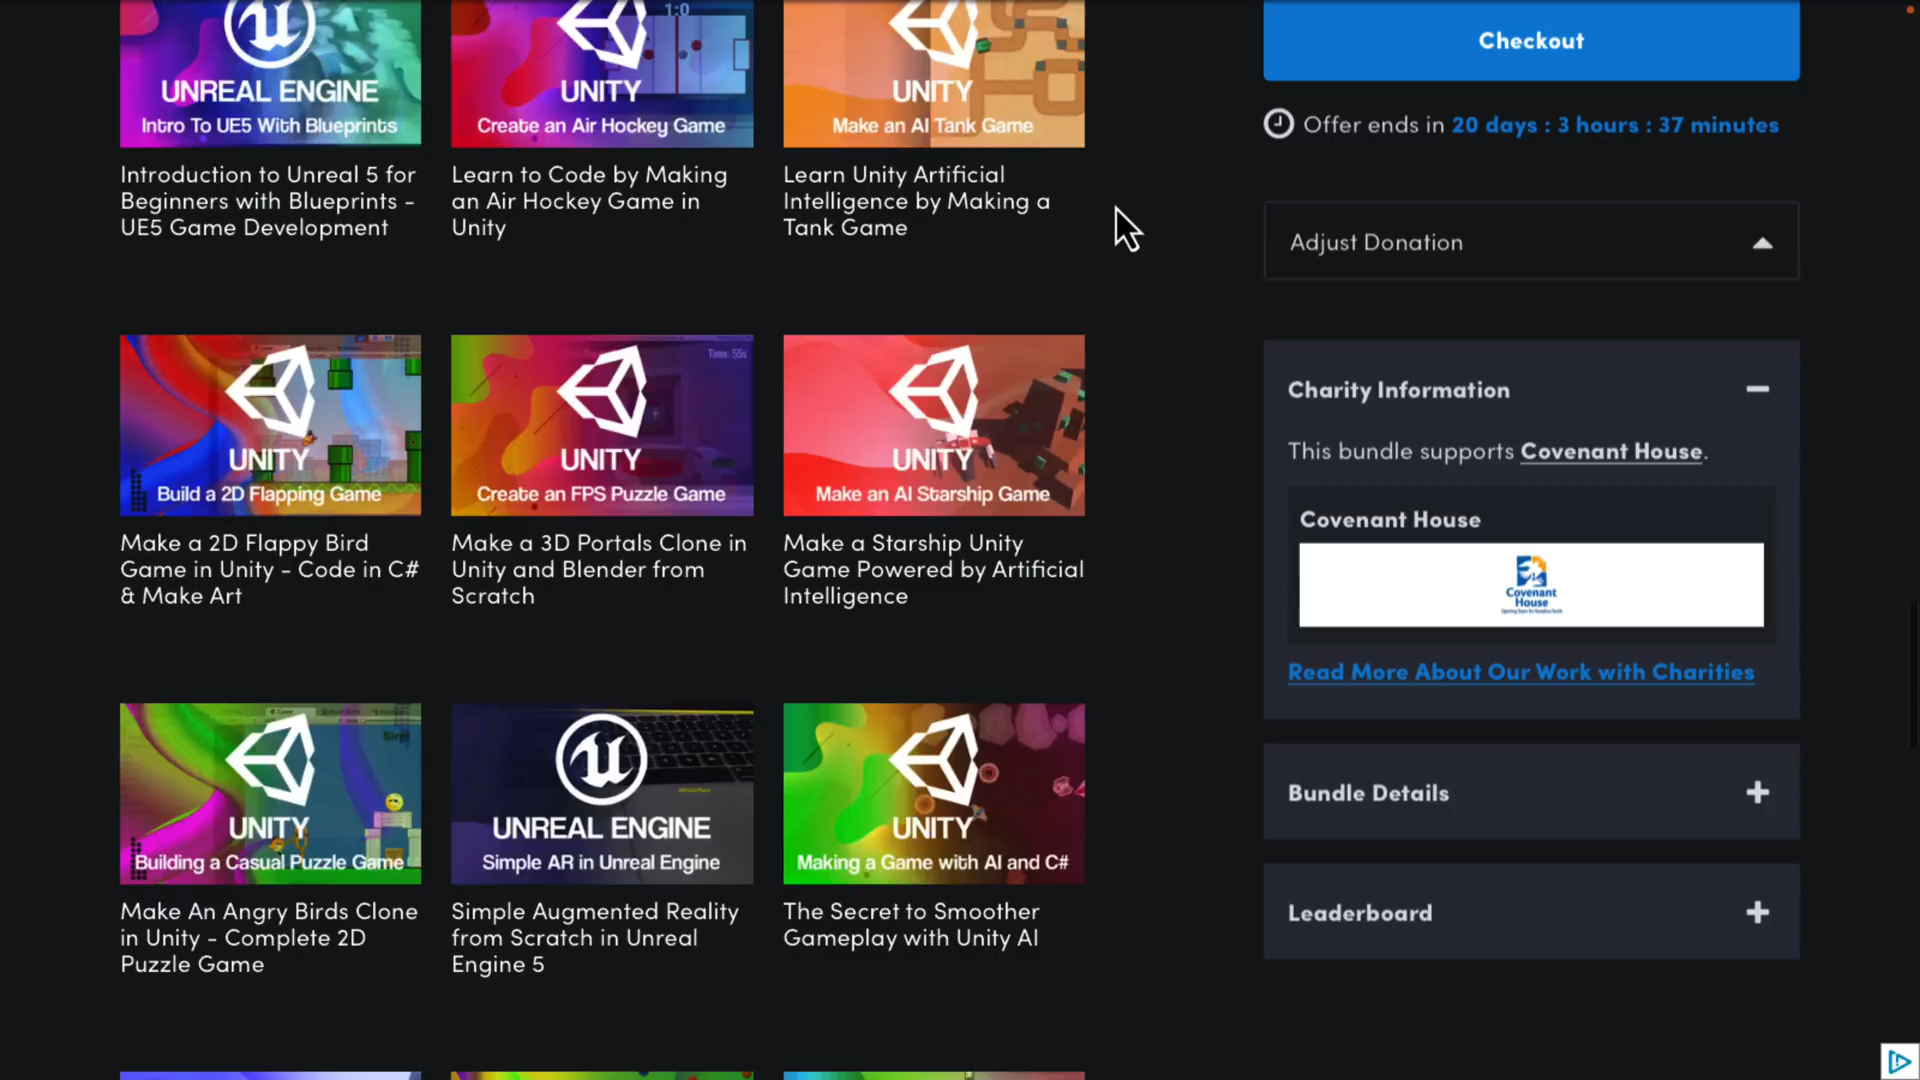 UNREAL ENGINE
Intro To UE5 With Blueprints
Introduction to Unreal 5 for
Beginners with Blueprints -
UE5 Game Development
1:0
UNITY
Create an Air Hockey Game
Learn to Code by Making
an Air Hockey Game in
Unity
UNITY
Make an AI Tank Game
Learn Unity Artificial
Intelligence by Making a
Tank Game
UNITY
Build a 2D Flapping Game
Make a 2D Flappy Bird
Game in Unity - Code in C#
& Make Art
Time: 55s
UNITY
Create an FPS Puzzle Game
Make a 3D Portals Clone in
Unity and Blender from
Scratch
UNITY
Make an AI Starship Game
Make a Starship Unity
Game Powered by Artificial
Intelligence
UNITY
Building a Casual Puzzle Game
Make An Angry Birds Clone
in Unity - Complete 2D
Puzzle Game
UNREAL ENGINE
Simple AR in Unreal Engine
Simple Augmented Reality
from Scratch in Unreal
Engine 5
UNITY
Making a Game with AI and C#
The Secret to Smoother
Gameplay with Unity AI
Checkout
Offer ends in 20 days : 3 hours : 37 minutes
Adjust Donation
Charity Information
This bundle supports Covenant House.
Covenant House
Covenant
House
Read More About Our Work with Charities
Bundle Details
Leaderboard